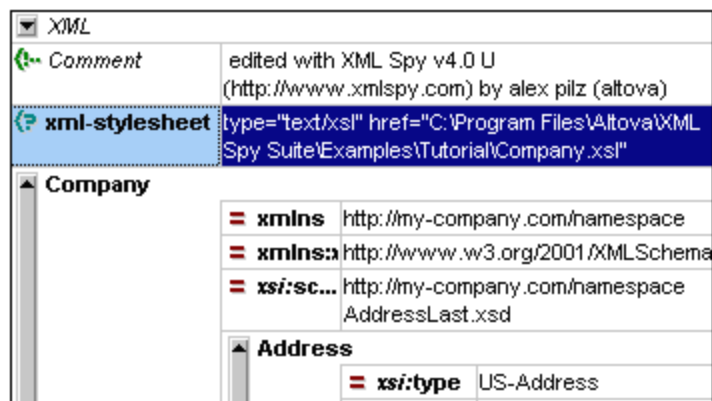 XML
Comment edited with XML Spy v4.0 U
(http://www.xmlspy.com) by alex pilz (altova)
xml-stylesheet type="text/xsl" href="C:\Program Files\Altova\XML
Spy Suite\Examples\Tutorial\Company.xsl"
Company
= xmlns http://my-company.com/namespace
= xmlns:x http://www.w3.org/2001/XMLSchema
= xsi:sc... http://my-company.com/namespace
AddressLast.xsd
Address
= xsi:type US-Address